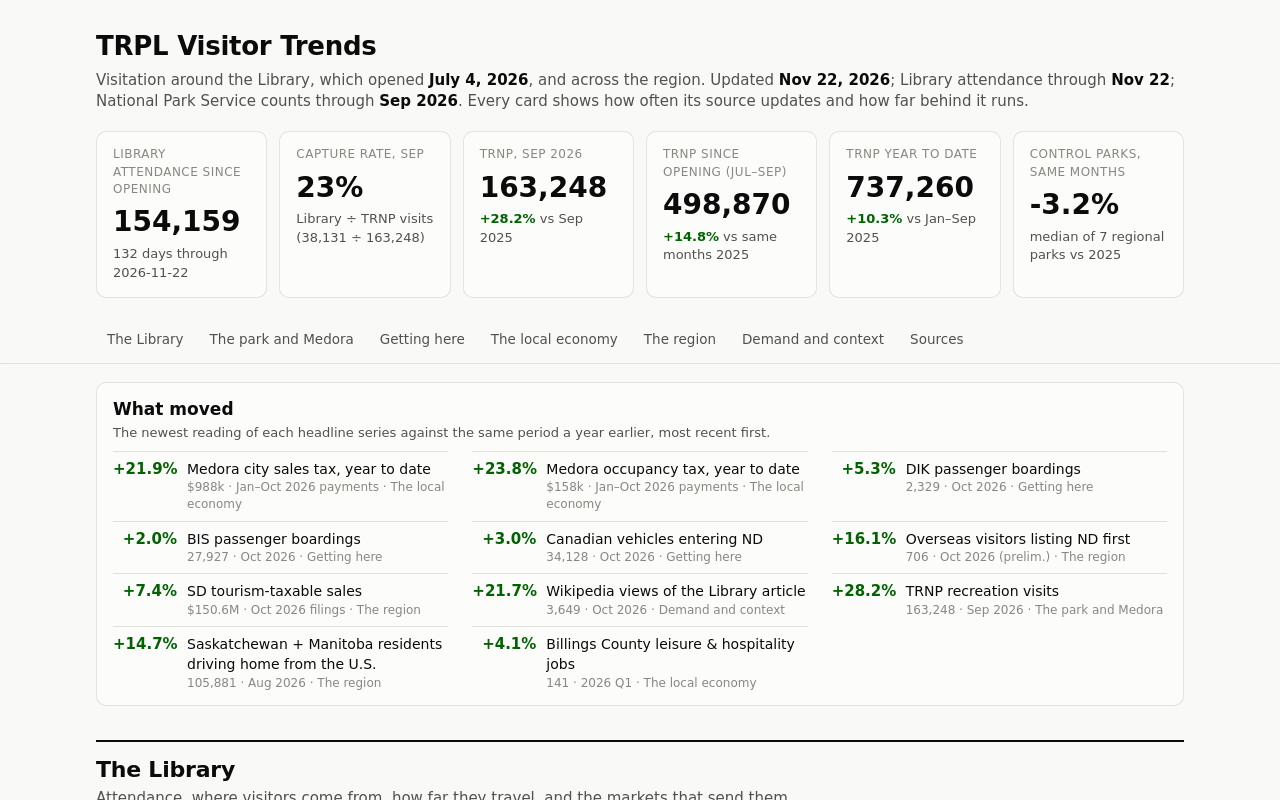 TRPL Visitor Trends
Visitation around the Library, which opened July 4, 2026, and across the region. Updated Nov 22, 2026; Library attendance through Nov 22;
National Park Service counts through Sep 2026. Every card shows how often its source updates and how far behind it runs.
LIBRARY
ATTENDANCE SINCE
OPENING
154,159
132 days through
2026-11-22
CAPTURE RATE, SEP
23%
Library ÷ TRNP visits
(38,131 ÷ 163,248)
TRNP, SEP 2026
163,248
+28.2% vs Sep
2025
TRNP SINCE
OPENING (JUL–SEP)
498,870
+14.8% vs same
months 2025
TRNP YEAR TO DATE
737,260
+10.3% vs Jan–Sep
2025
CONTROL PARKS,
SAME MONTHS
-3.2%
median of 7 regional
parks vs 2025
The Library The park and Medora Getting here The local economy The region Demand and context Sources
What moved
The newest reading of each headline series against the same period a year earlier, most recent first.
+21.9% Medora city sales tax, year to date
$988k · Jan–Oct 2026 payments · The local
economy
+23.8% Medora occupancy tax, year to date
$158k · Jan–Oct 2026 payments · The local
economy
+5.3% DIK passenger boardings
2,329 · Oct 2026 · Getting here
+2.0% BIS passenger boardings
27,927 · Oct 2026 · Getting here
+3.0% Canadian vehicles entering ND
34,128 · Oct 2026 · Getting here
+16.1% Overseas visitors listing ND first
706 · Oct 2026 (prelim.) · The region
+7.4% SD tourism-taxable sales
$150.6M · Oct 2026 filings · The region
+21.7% Wikipedia views of the Library article
3,649 · Oct 2026 · Demand and context
+28.2% TRNP recreation visits
163,248 · Sep 2026 · The park and Medora
+14.7% Saskatchewan + Manitoba residents
driving home from the U.S.
105,881 · Aug 2026 · The region
+4.1% Billings County leisure & hospitality
jobs
141 · 2026 Q1 · The local economy
The Library
Attendance, where visitors come from, how far they travel, and the markets that send them.